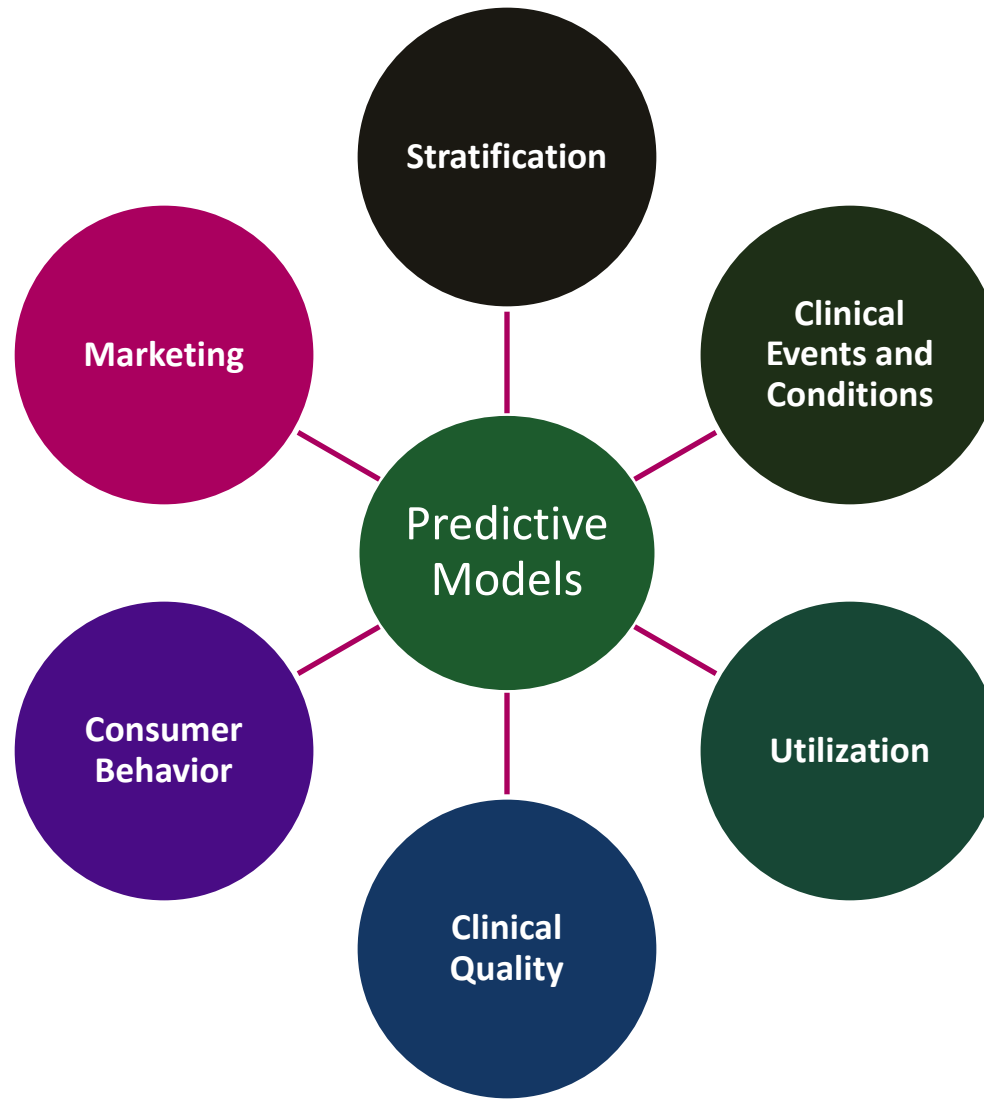 Stratification
Clinical
Events and
Conditions
Marketing
Predictive
Models
Consumer
Behavior
Utilization
Clinical
Quality